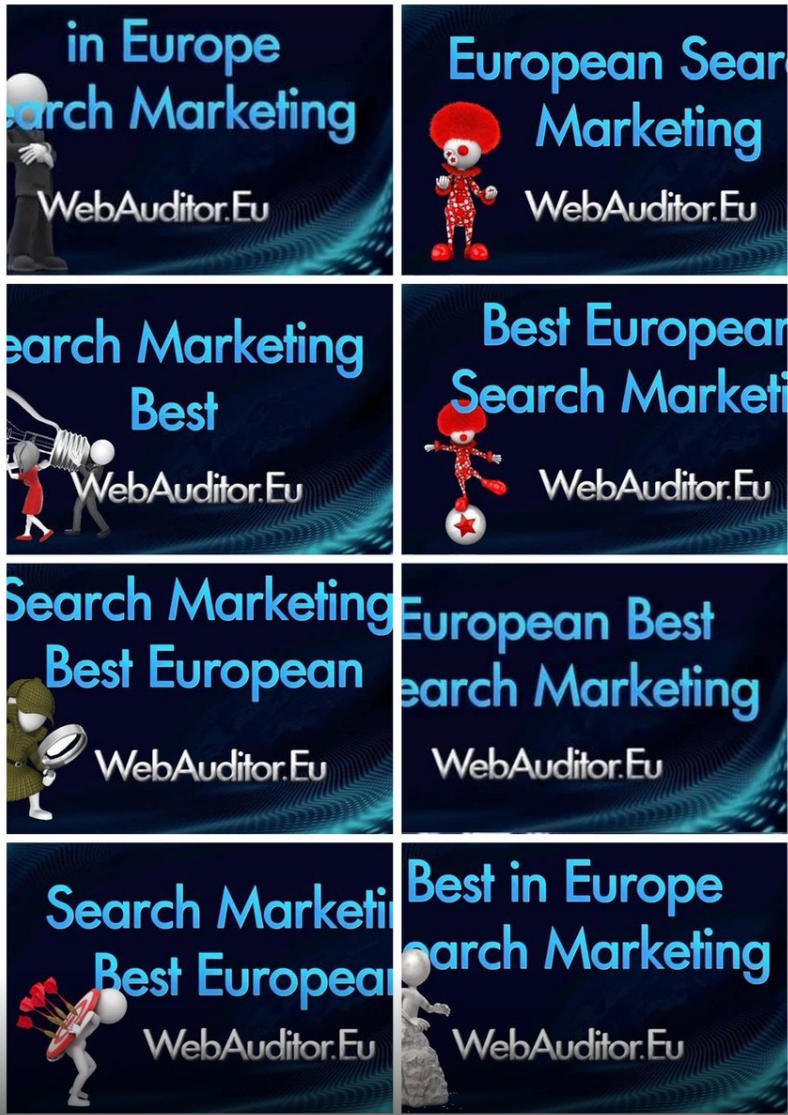 in Europe
earch Marketing
WebAuditor.Eu
European Sear
Marketing
WebAuditor.Eu
earch Marketing
Best
WebAuditor.Eu
Best European
Search Marketi
WebAuditor.Eu
Search Marketing
Best European
WebAuditor.Eu
European Best
earch Marketing
WebAuditor.Eu
Search Marketi
Best European
WebAuditor.Eu
Best in Europe
earch Marketing
WebAuditor.Eu